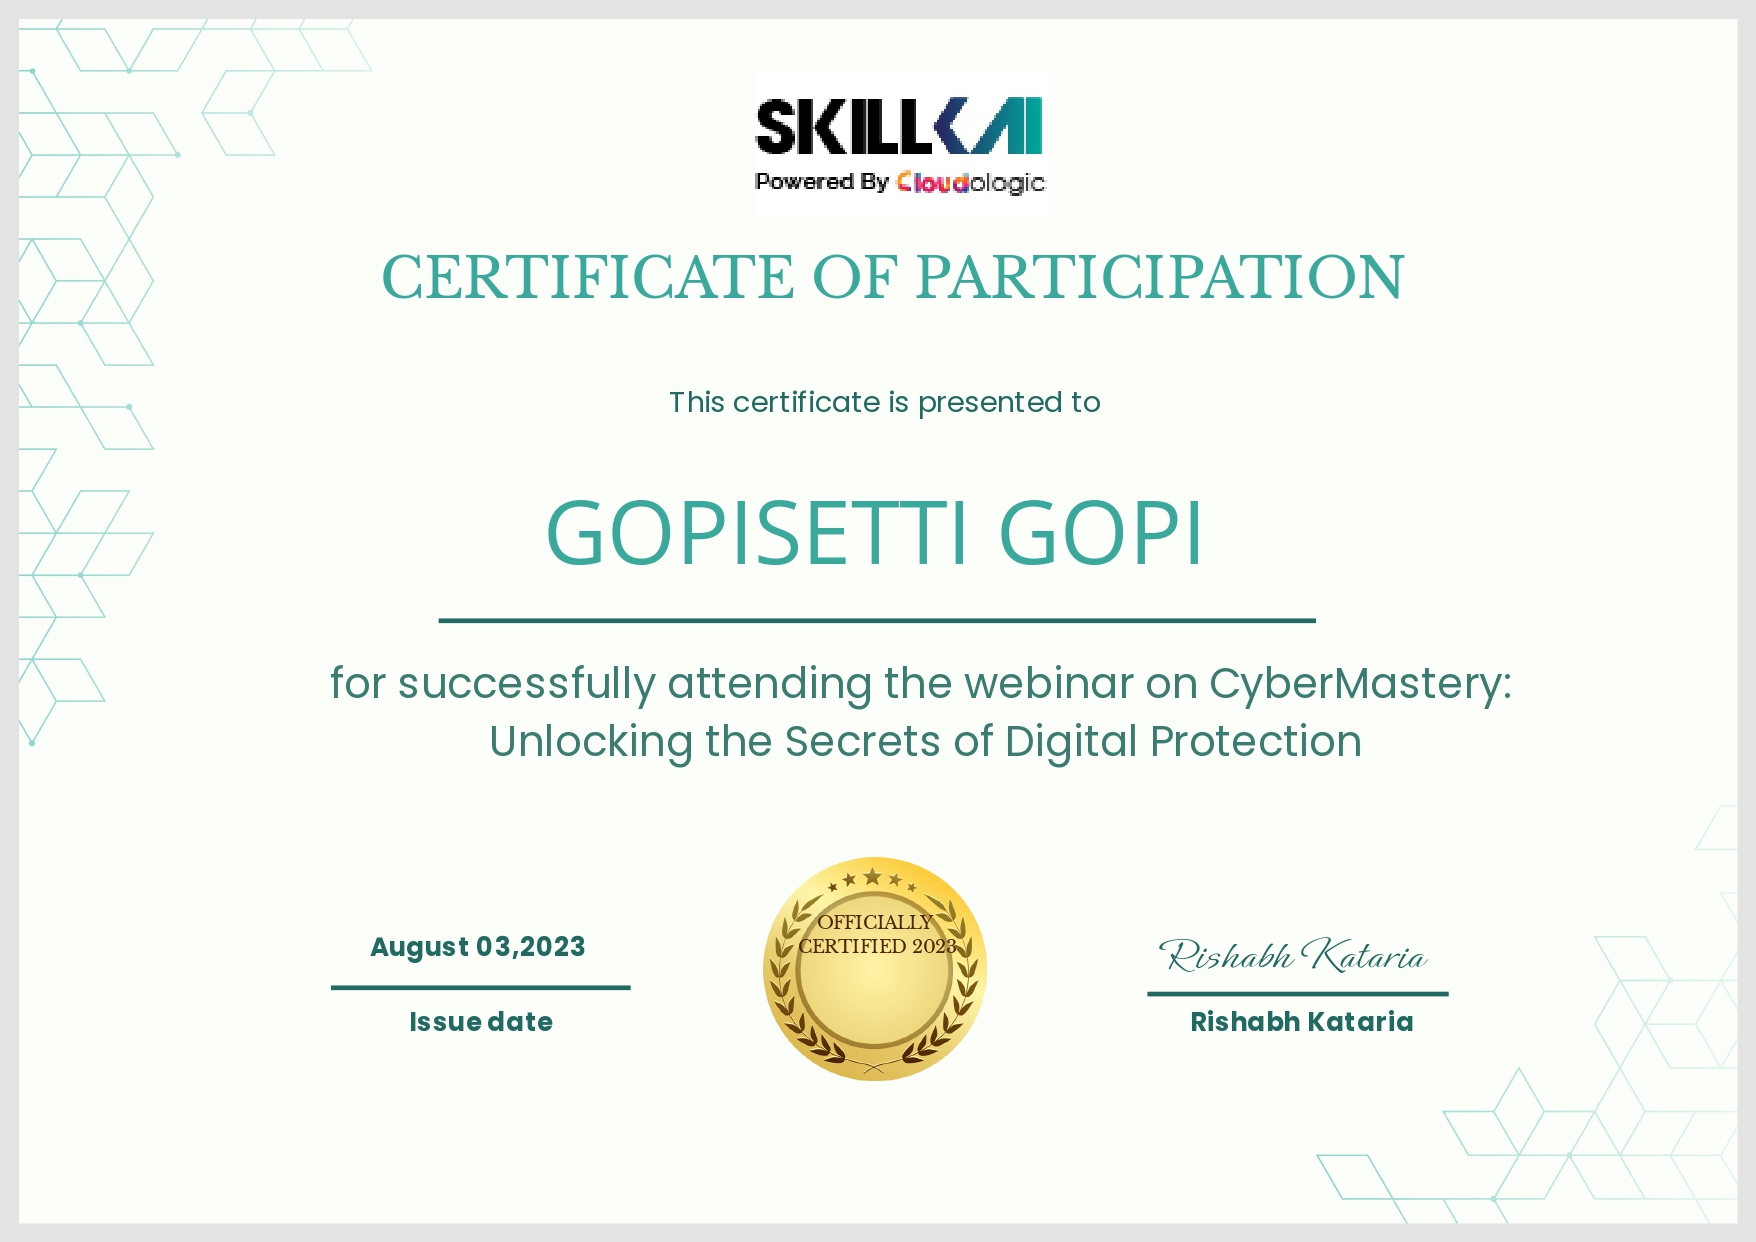 SKILLKAI
Powered By Cloudologic
CERTIFICATE OF PARTICIPATION
This certificate is presented to
GOPISETTI GOPI
for successfully attending the webinar on CyberMastery:
Unlocking the Secrets of Digital Protection
OFFICIALLY
CERTIFIED 2023
August 03,2023
Issue date
Rishabh Kataria
Rishabh Kataria